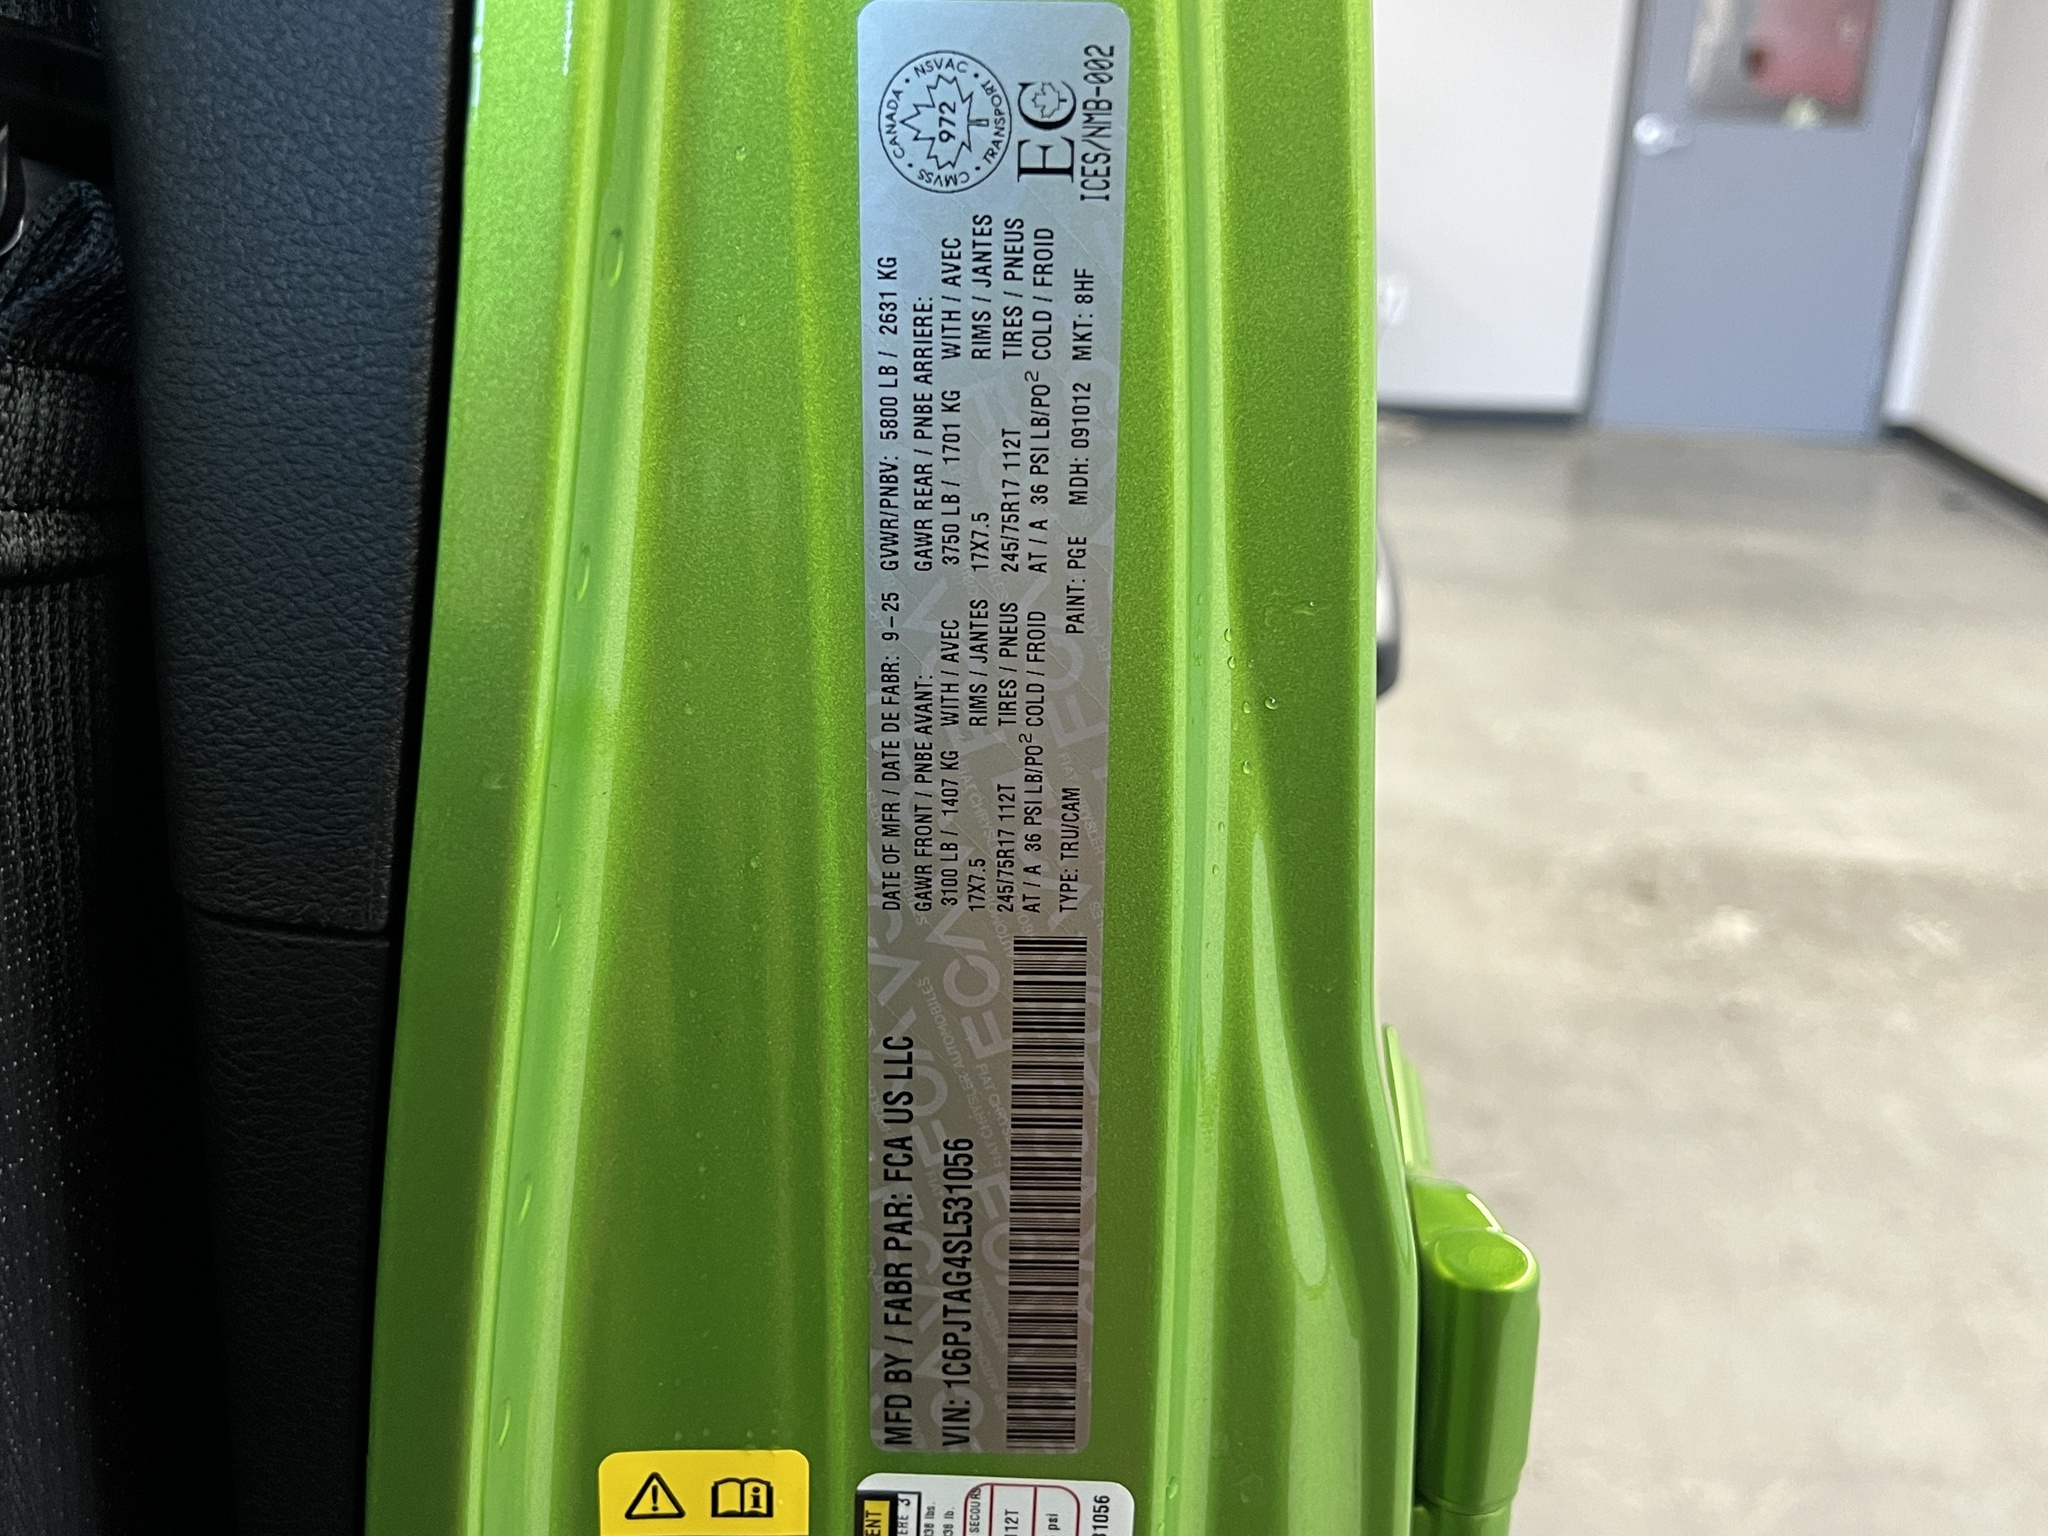 MFD BY / FABR PAR: FCA US LLC
VIN: 1C6PJTAG4SL531056
DATE OF MFR / DATE DE FABR: 9-25 GVWR/PNBV: 5800 LB / 2631 KG
GAWR FRONT / PNBE AVANT: GAWR REAR / PNBE ARRIERE:
3100 LB / 1407 KG WITH / AVEC 3750 LB / 1701 KG WITH / AVEC
17X7.5 RIMS / JANTES 17X7.5 RIMS / JANTES
245/75R17 112T TIRES / PNEUS 245/75R17 112T TIRES / PNEUS
AT / A 36 PSI LB/PO² COLD / FROID AT / A 36 PSI LB/PO² COLD / FROID
TYPE: TRU/CAM PAINT: PGE MDH: 091012 MKT: 8HF
CANADA • NSVAC • TRANSPORT • CMVSS •
972
EC
ICES/NMB-002
SECOURS
112T
psi
31056